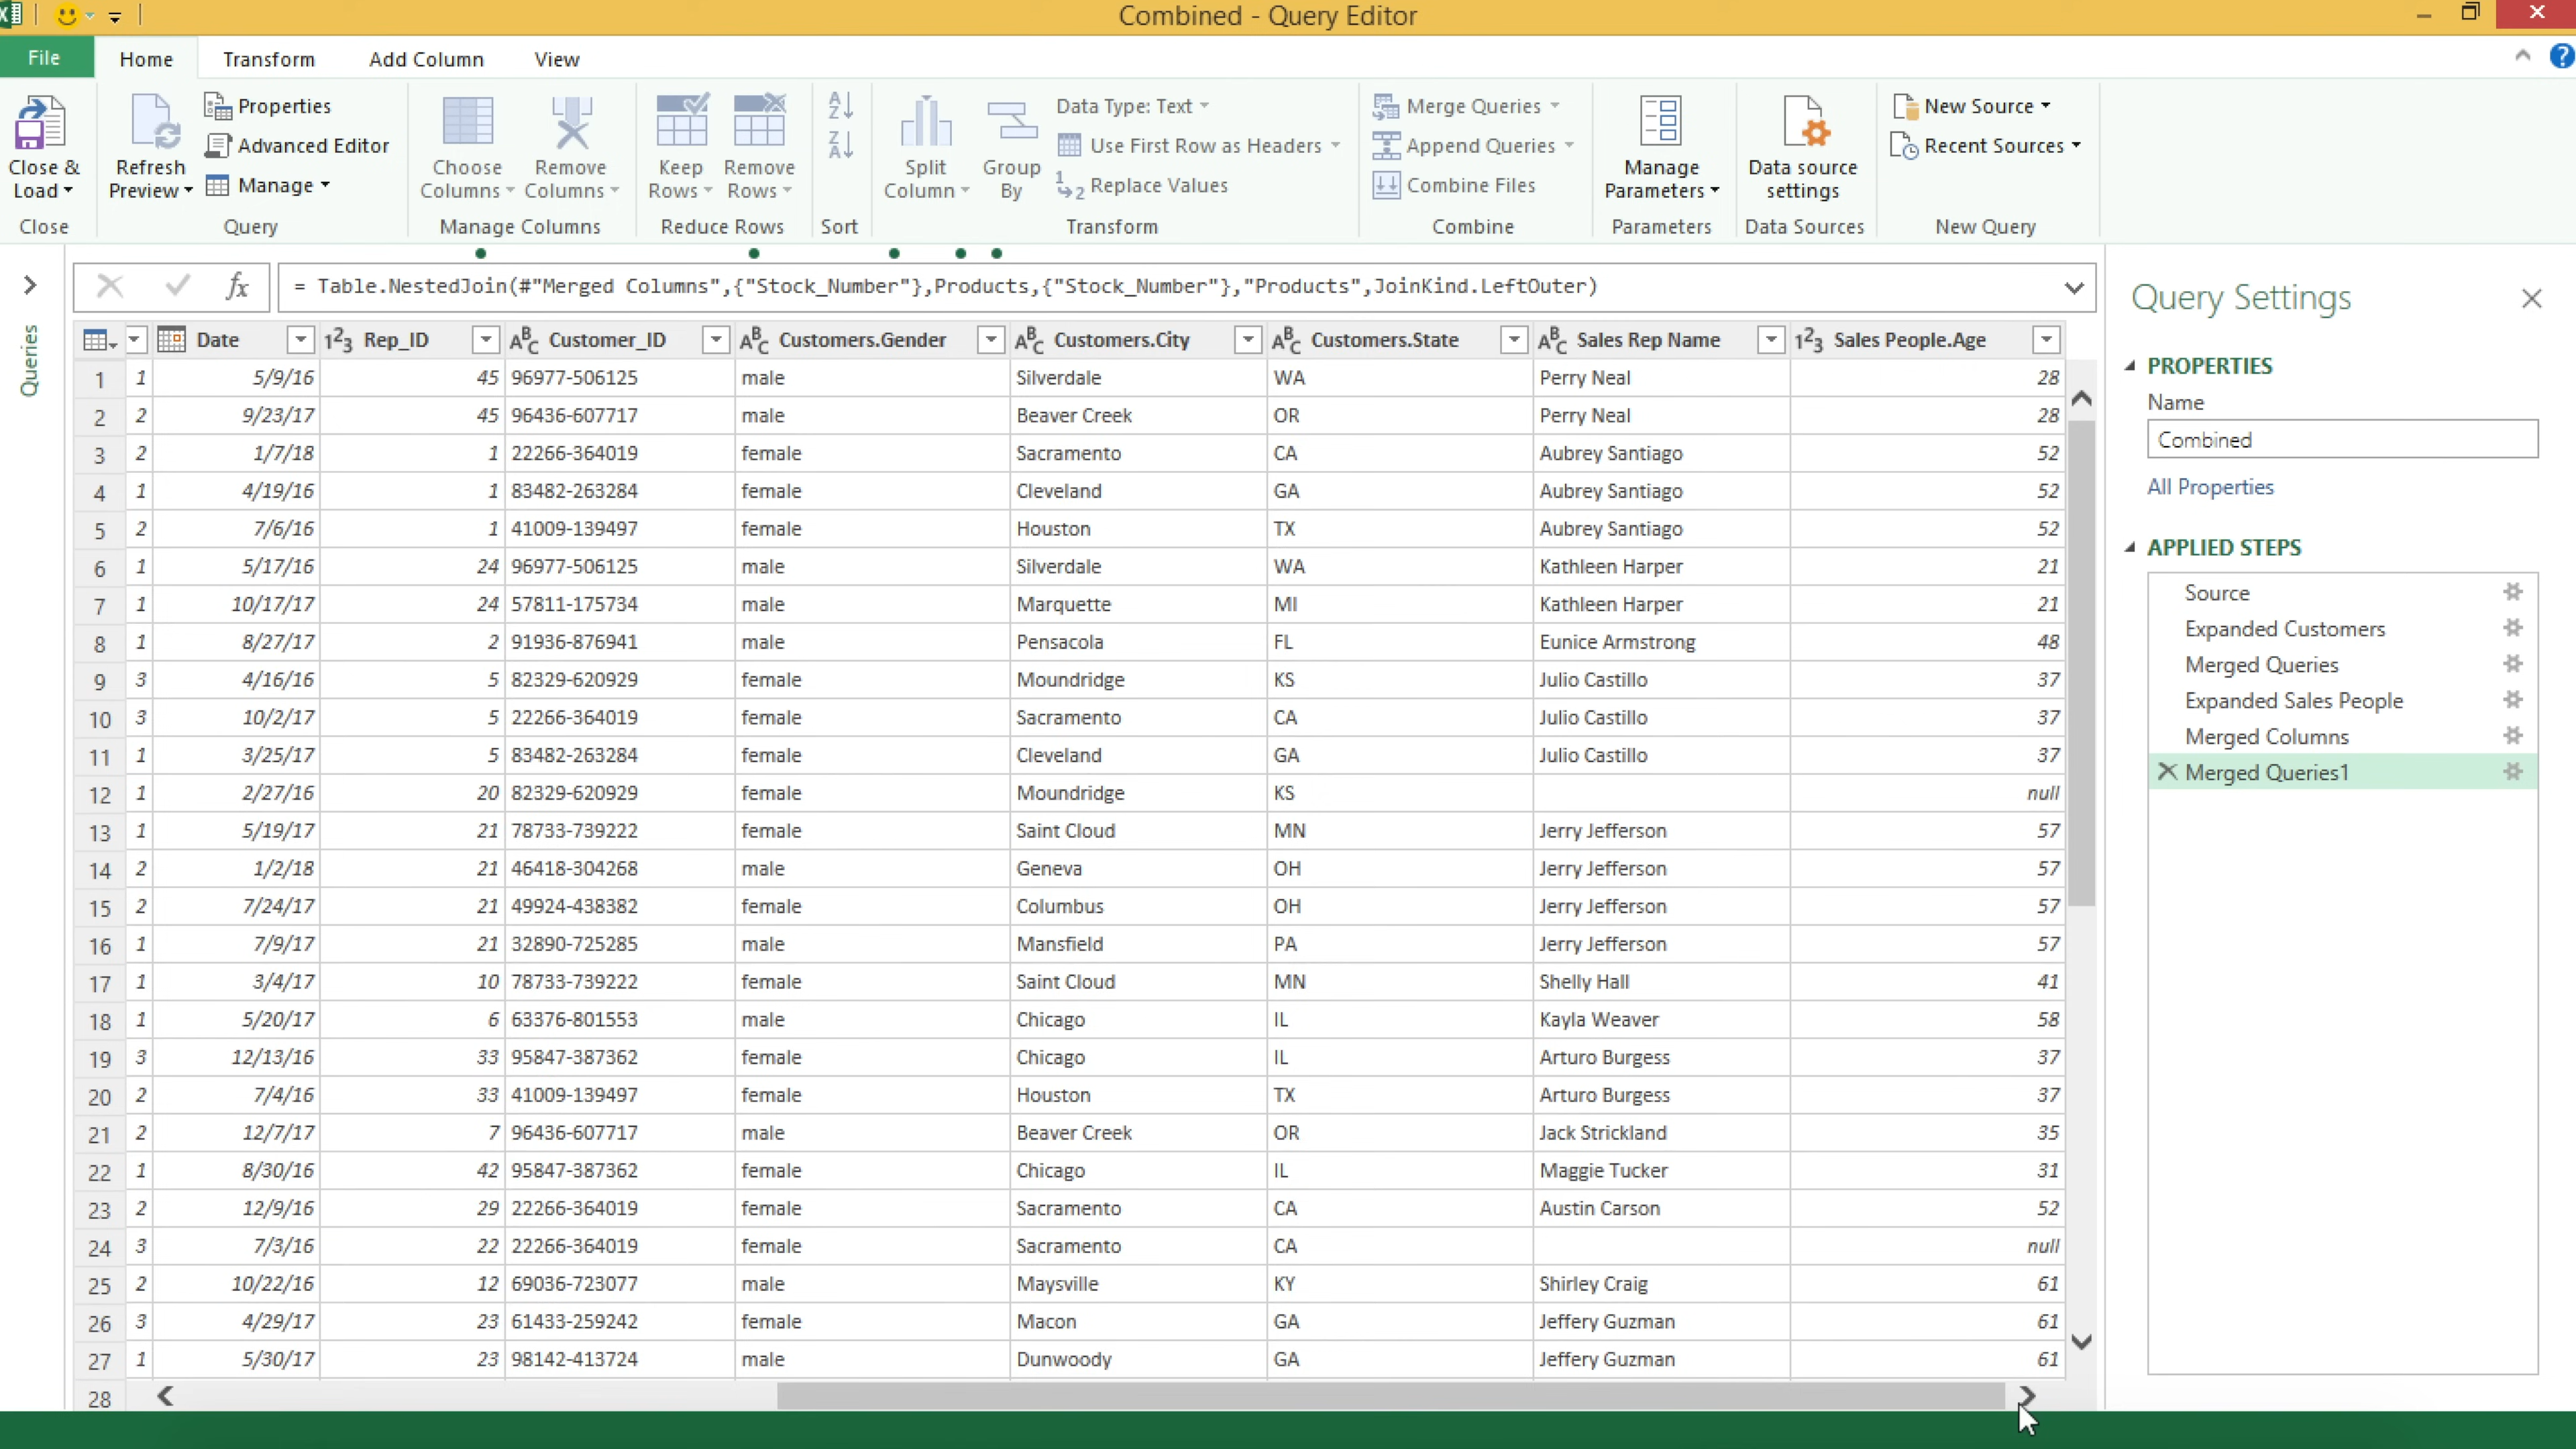 Combined - Query Editor
File Home Transform Add Column View
Close & Load
Close
Refresh Preview
Properties
Advanced Editor
Manage
Query
Choose Columns
Remove Columns
Manage Columns
Keep Rows
Remove Rows
Reduce Rows
Sort
Split Column
Group By
Data Type: Text
Use First Row as Headers
Replace Values
Transform
Merge Queries
Append Queries
Combine Files
Combine
Manage Parameters
Parameters
Data source settings
Data Sources
New Source
Recent Sources
New Query
Queries
fx = Table.NestedJoin(#"Merged Columns",{"Stock_Number"},Products,{"Stock_Number"},"Products",JoinKind.LeftOuter)
Date Rep_ID Customer_ID Customers.Gender Customers.City Customers.State Sales Rep Name Sales People.Age
1 1 5/9/16 45 96977-506125 male Silverdale WA Perry Neal 28
2 2 9/23/17 45 96436-607717 male Beaver Creek OR Perry Neal 28
3 2 1/7/18 1 22266-364019 female Sacramento CA Aubrey Santiago 52
4 1 4/19/16 1 83482-263284 female Cleveland GA Aubrey Santiago 52
5 2 7/6/16 1 41009-139497 female Houston TX Aubrey Santiago 52
6 1 5/17/16 24 96977-506125 male Silverdale WA Kathleen Harper 21
7 1 10/17/17 24 57811-175734 male Marquette MI Kathleen Harper 21
8 1 8/27/17 2 91936-876941 male Pensacola FL Eunice Armstrong 48
9 3 4/16/16 5 82329-620929 female Moundridge KS Julio Castillo 37
10 3 10/2/17 5 22266-364019 female Sacramento CA Julio Castillo 37
11 1 3/25/17 5 83482-263284 female Cleveland GA Julio Castillo 37
12 1 2/27/16 20 82329-620929 female Moundridge KS null
13 1 5/19/17 21 78733-739222 female Saint Cloud MN Jerry Jefferson 57
14 2 1/2/18 21 46418-304268 male Geneva OH Jerry Jefferson 57
15 2 7/24/17 21 49924-438382 female Columbus OH Jerry Jefferson 57
16 1 7/9/17 21 32890-725285 male Mansfield PA Jerry Jefferson 57
17 1 3/4/17 10 78733-739222 female Saint Cloud MN Shelly Hall 41
18 1 5/20/17 6 63376-801553 male Chicago IL Kayla Weaver 58
19 3 12/13/16 33 95847-387362 female Chicago IL Arturo Burgess 37
20 2 7/4/16 33 41009-139497 female Houston TX Arturo Burgess 37
21 2 12/7/17 7 96436-607717 male Beaver Creek OR Jack Strickland 35
22 1 8/30/16 42 95847-387362 female Chicago IL Maggie Tucker 31
23 2 12/9/16 29 22266-364019 female Sacramento CA Austin Carson 52
24 3 7/3/16 22 22266-364019 female Sacramento CA null
25 2 10/22/16 12 69036-723077 male Maysville KY Shirley Craig 61
26 3 4/29/17 23 61433-259242 female Macon GA Jeffery Guzman 61
27 1 5/30/17 23 98142-413724 male Dunwoody GA Jeffery Guzman 61
28
Query Settings
PROPERTIES
Name
Combined
All Properties
APPLIED STEPS
Source
Expanded Customers
Merged Queries
Expanded Sales People
Merged Columns
Merged Queries1